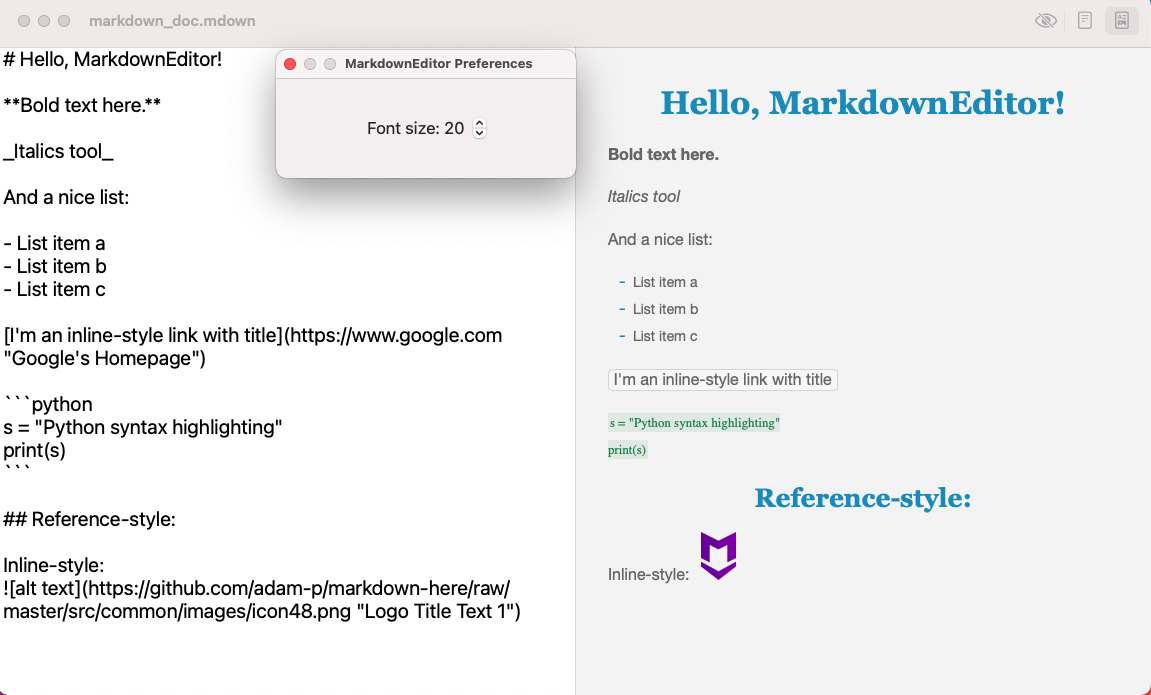 markdown_doc.mdown
# Hello, MarkdownEditor!
**Bold text here.**
_Italics tool_
And a nice list:
- List item a
- List item b
- List item c
[I'm an inline-style link with title](https://www.google.com
"Google's Homepage")
```python
s = "Python syntax highlighting"
print(s)
```
## Reference-style:
Inline-style:
![alt text](https://github.com/adam-p/markdown-here/raw/
master/src/common/images/icon48.png "Logo Title Text 1")
MarkdownEditor Preferences
Font size: 20
Hello, MarkdownEditor!
Bold text here.
Italics tool
And a nice list:
- List item a
- List item b
- List item c
I'm an inline-style link with title
s = "Python syntax highlighting"
print(s)
Reference-style:
Inline-style: